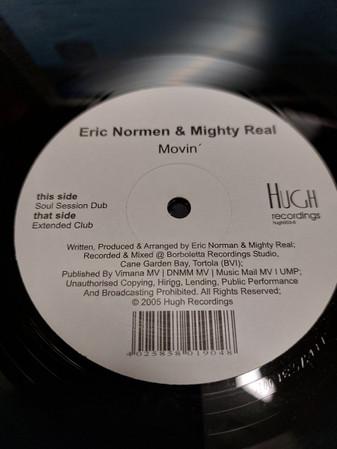 Eric Normen & Mighty Real
Movin´
this side
Soul Session Dub
that side
Extended Club
HUGH
recordings
Written, Produced & Arranged by Eric Norman & Mighty Real;
Recorded & Mixed @ Borboletta Recordings Studio,
Cane Garden Bay, Tortola (BVI);
Published By Vimana MV | DNMM MV | Music Mail MV I UMP;
Unauthorised Copying, Hiring, Lending, Public Performance
And Broadcasting Prohibited. All Rights Reserved;
© 2005 Hugh Recordings
4025858019048